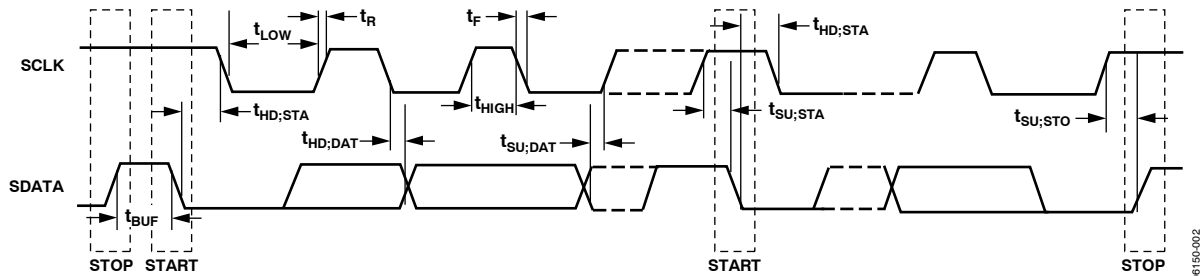 tR
tF
tHD;STA
tLOW
SCLK
tHD;STA
tHIGH
tSU;STA
tSU;STO
tHD;DAT
tSU;DAT
SDATA
tBUF
STOP
START
START
STOP
6150-002